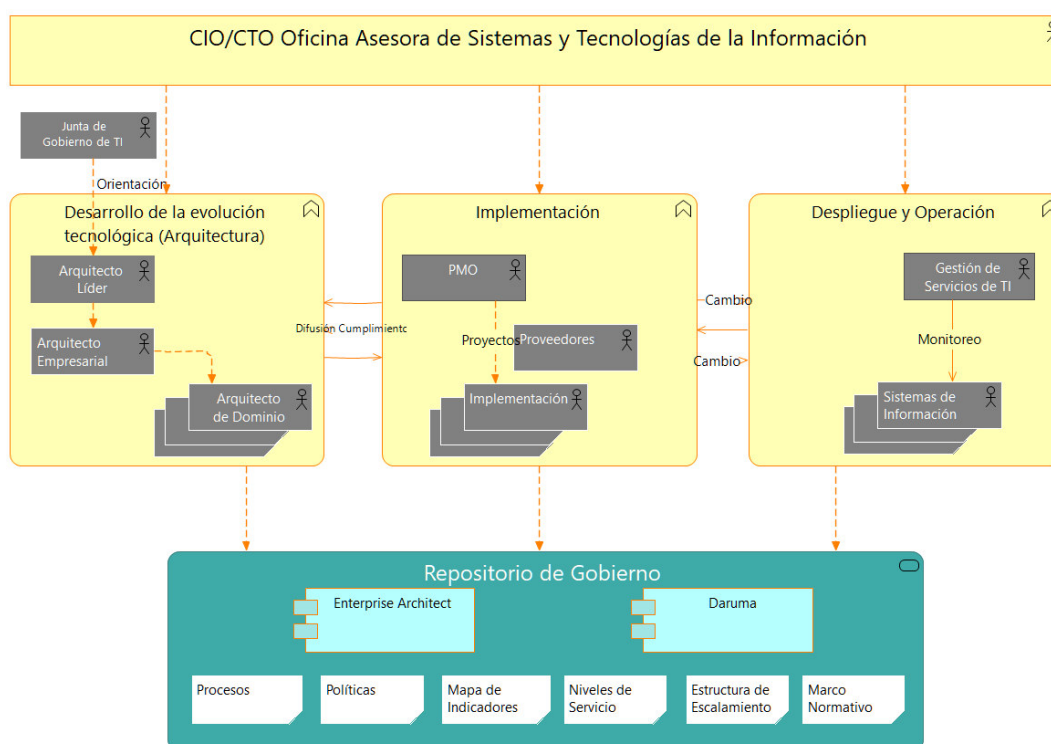 CIO/CTO Oficina Asesora de Sistemas y Tecnologías de la Información
Junta de
Gobierno de TI
Orientación
Desarrollo de la evolución
tecnológica (Arquitectura)
Arquitecto
Líder
Arquitecto
Empresarial
Arquitecto
de Dominio
Difusión Cumplimiento
Implementación
PMO
Proyectos
Proveedores
Implementación
Cambio
Cambio
Despliegue y Operación
Gestión de
Servicios de TI
Monitoreo
Sistemas de
Información
Repositorio de Gobierno
Enterprise Architect
Daruma
Procesos
Políticas
Mapa de
Indicadores
Niveles de
Servicio
Estructura de
Escalamiento
Marco
Normativo